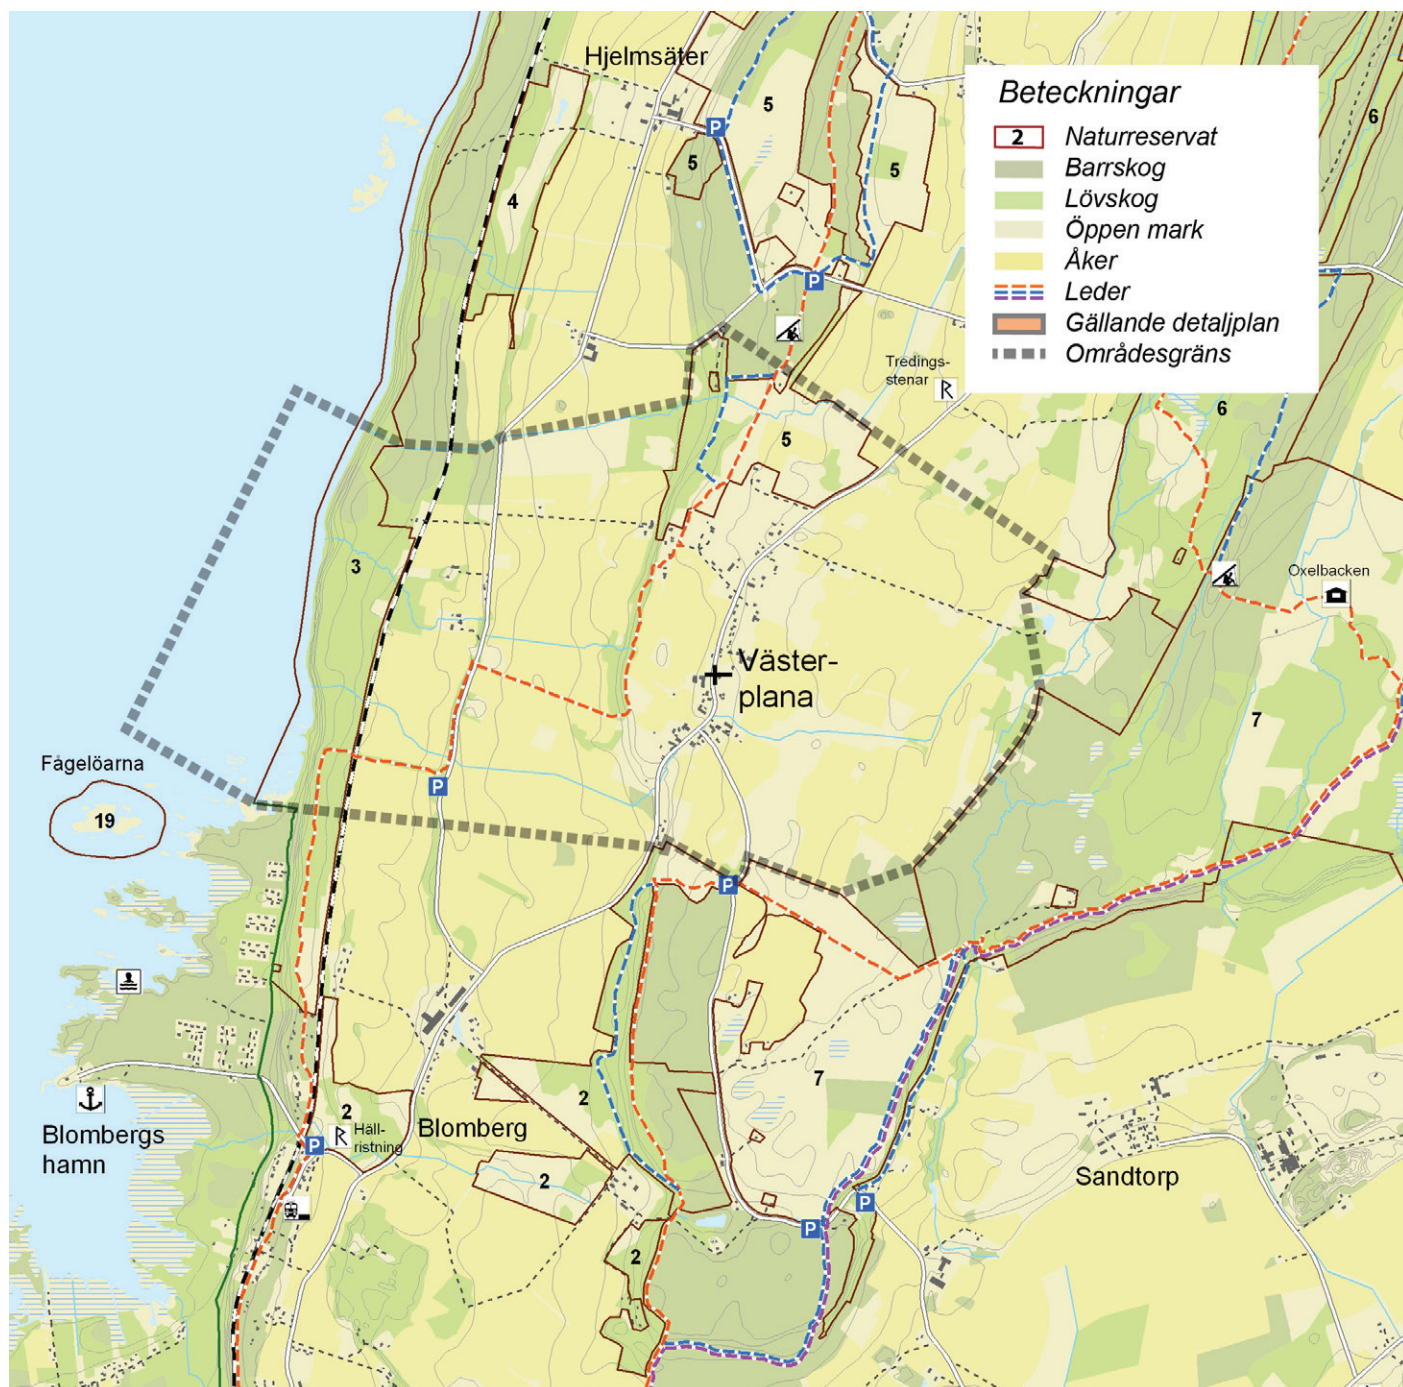 Hjelmsäter
5
5
5
4
6
Beteckningar
2 Naturreservat
Barrskog
Lövskog
Öppen mark
Åker
Leder
Gällande detaljplan
Områdesgräns
P
P
Tredings-
stenar
R
6
5
3
Oxelbacken
Väster-
plana
7
Fågelöarna
19
P
P
7
2
2
Häll-
ristning
R
Blomberg
P
Blombergs
hamn
2
Sandtorp
P
P
2